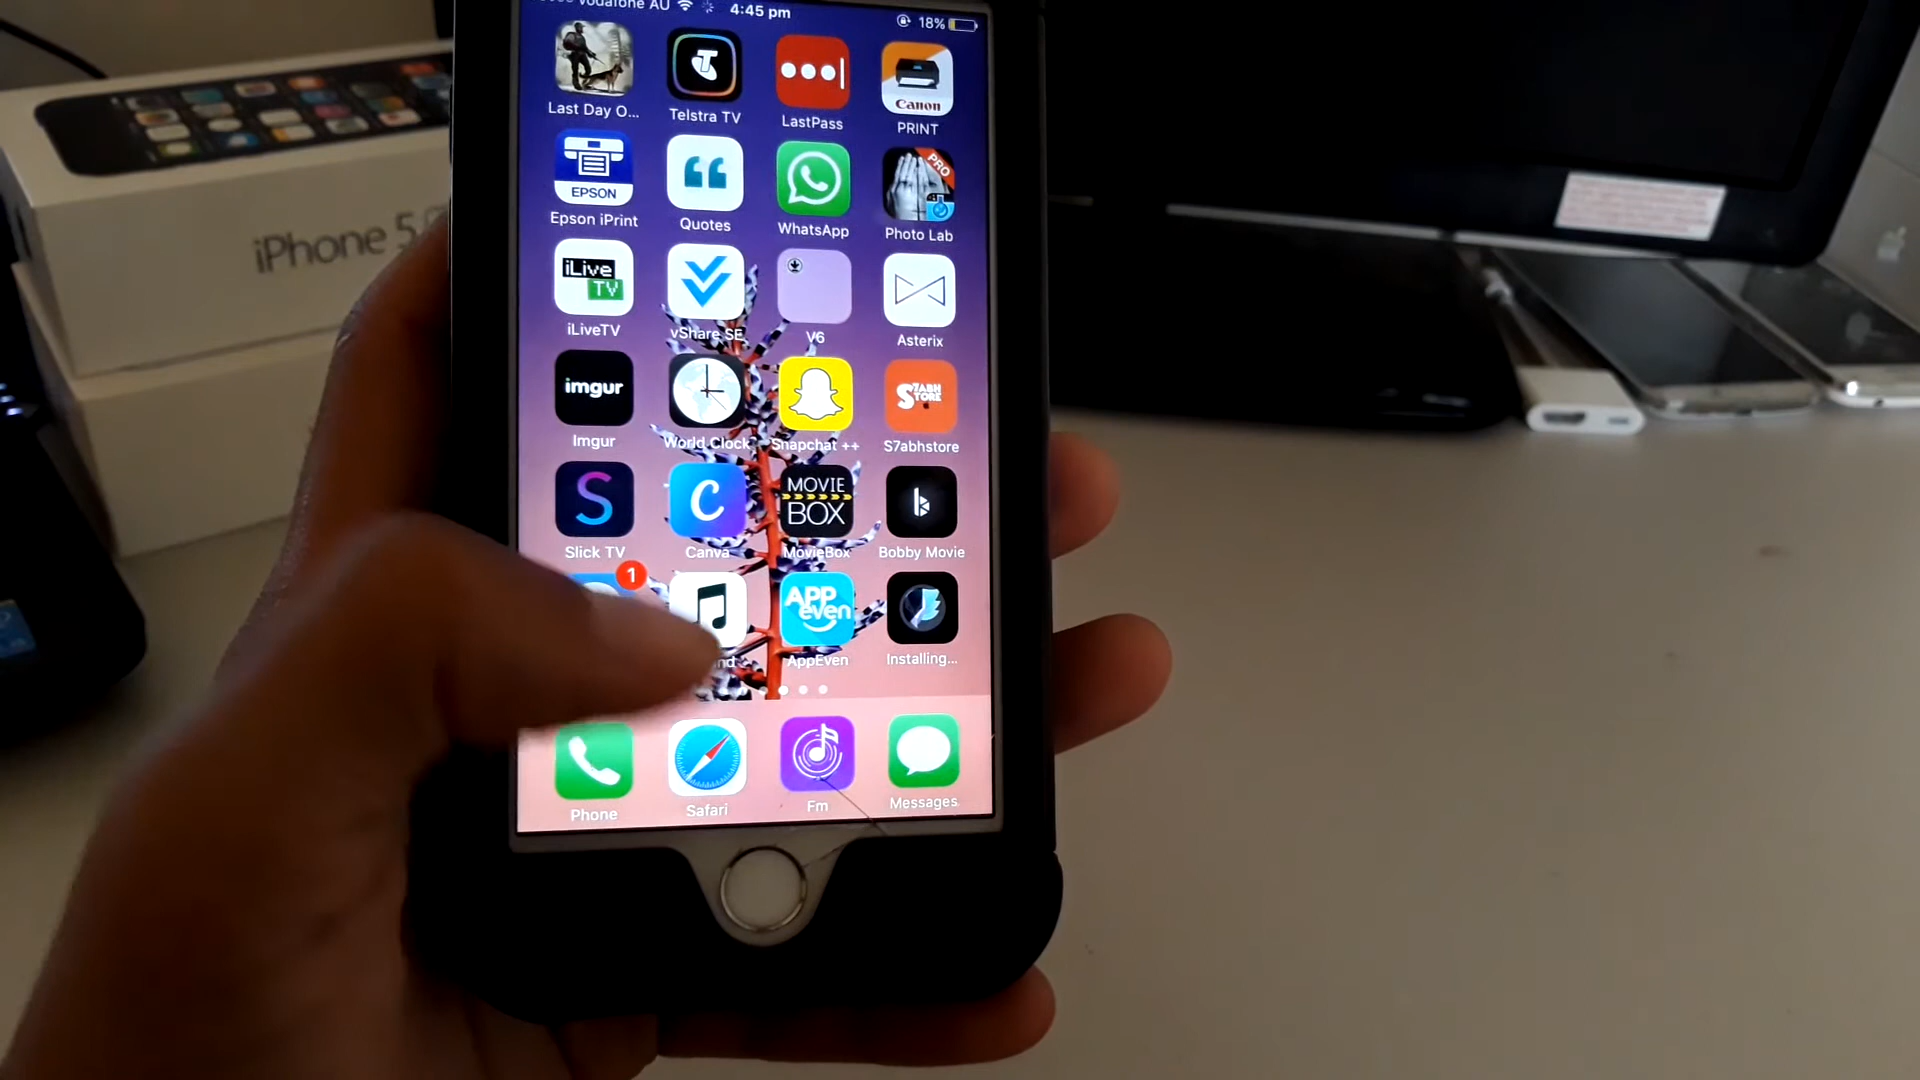 vodafone AU 4:45 pm 18%
Last Day O... Telstra TV LastPass PRINT
Canon
EPSON
PRO
Epson iPrint Quotes WhatsApp Photo Lab
iLive
TV
iLiveTV vShare SE V6 Asterix
imgur
S7ABH
STORE
Imgur World Clock Snapchat ++ S7abhstore
MOVIE
BOX
Slick TV Canva MovieBox Bobby Movie
1
APP
even
AppEven Installing...
Phone Safari Fm Messages
iPhone 5